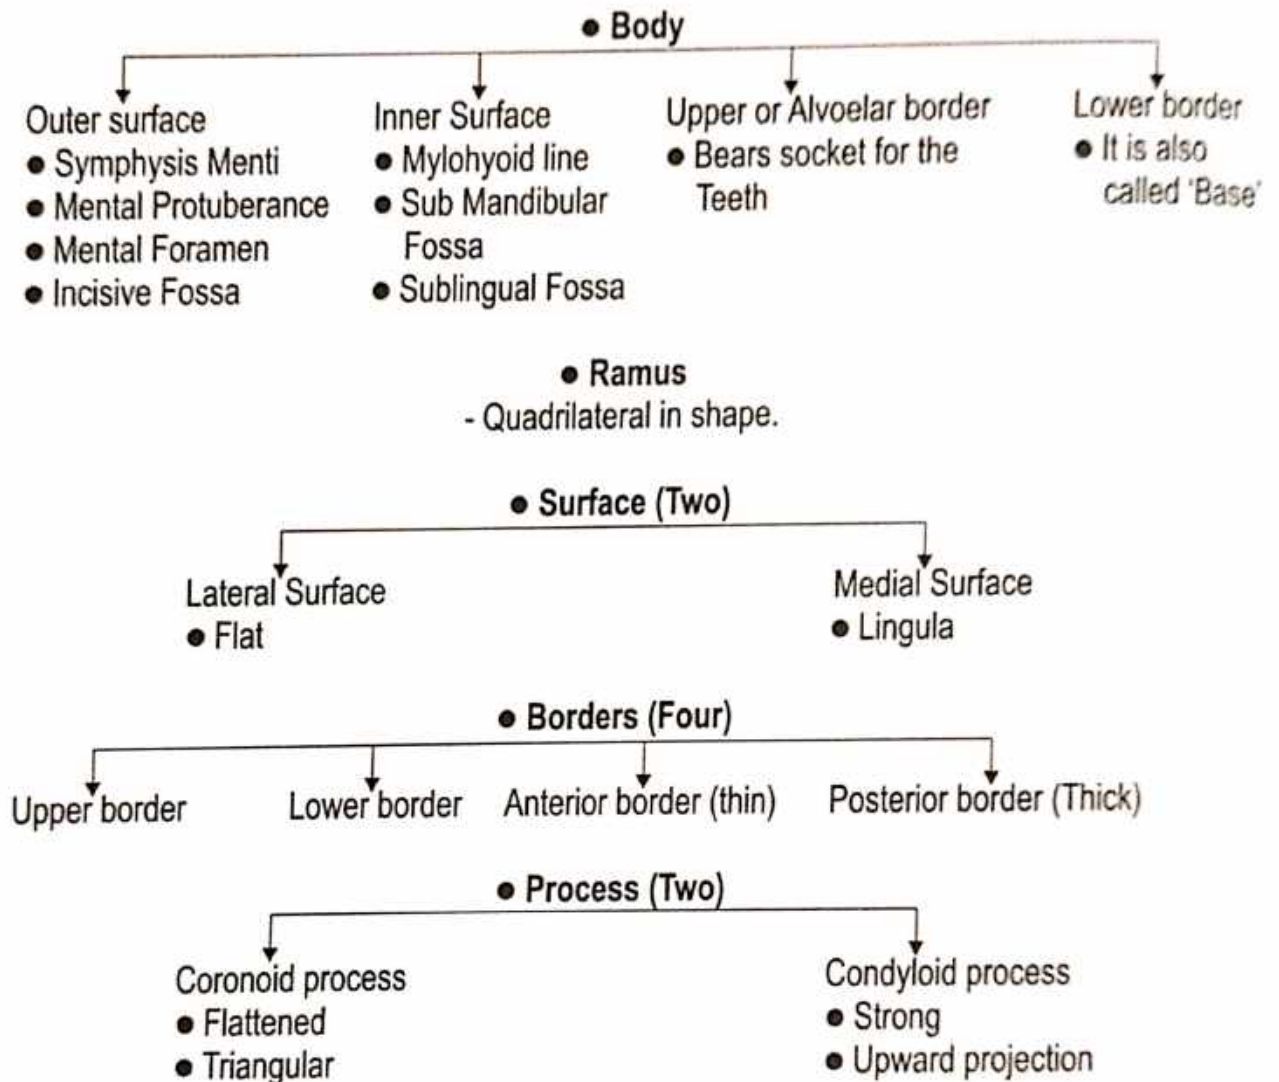 ● Body
Outer surface
● Symphysis Menti
● Mental Protuberance
● Mental Foramen
● Incisive Fossa
Inner Surface
● Mylohyoid line
● Sub Mandibular
Fossa
● Sublingual Fossa
Upper or Alvoelar border
● Bears socket for the
Teeth
Lower border
● It is also
called 'Base'
● Ramus
- Quadrilateral in shape.
● Surface (Two)
Lateral Surface
● Flat
Medial Surface
● Lingula
● Borders (Four)
Upper border
Lower border
Anterior border (thin)
Posterior border (Thick)
● Process (Two)
Coronoid process
● Flattened
● Triangular
Condyloid process
● Strong
● Upward projection